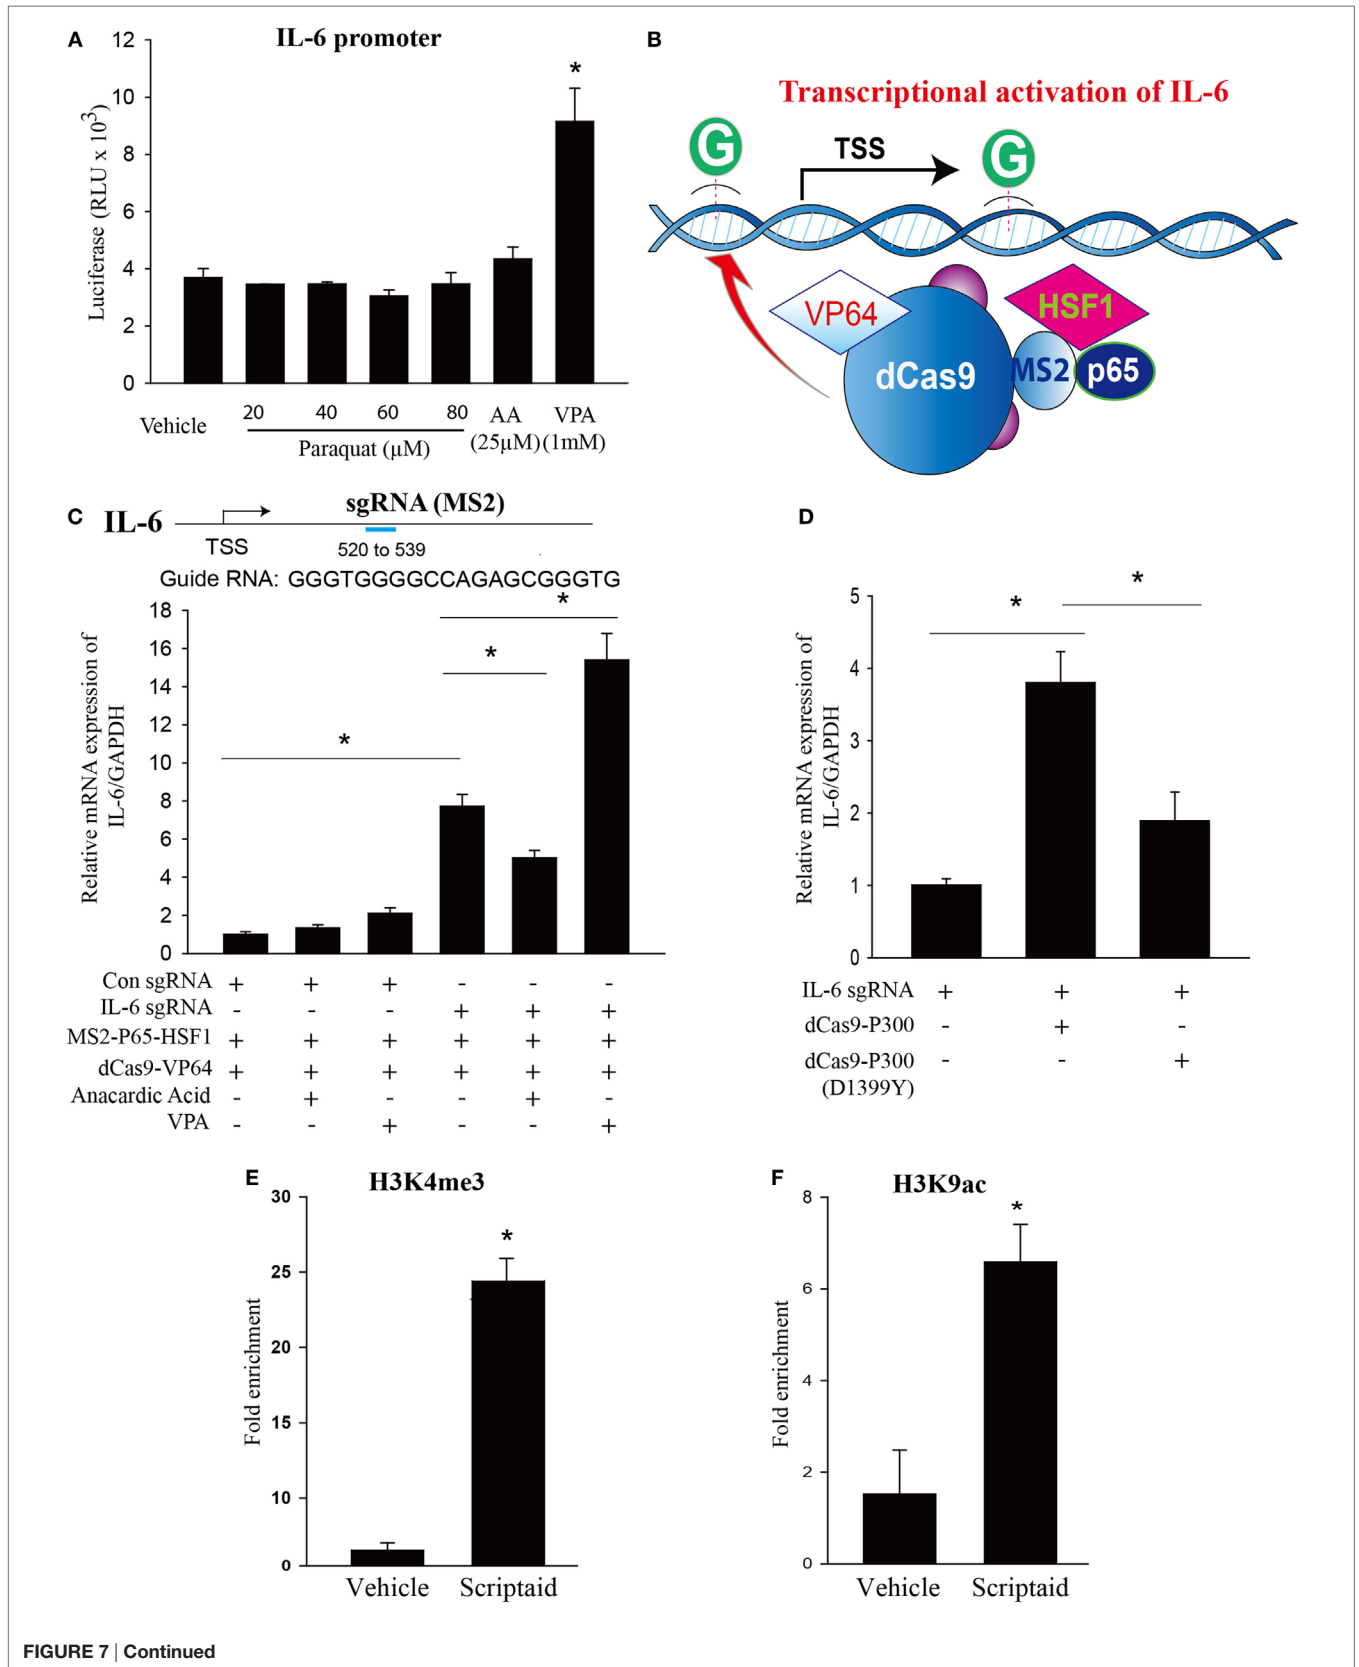 A
IL-6 promoter
12
10
8
6
4
2
0
Luciferase (RLU x 10³)
*
Vehicle
20 40 60 80
Paraquat (µM)
AA
(25µM)
VPA
(1mM)
B
Transcriptional activation of IL-6
G
TSS
G
VP64
dCas9
HSF1
MS2
p65
C
IL-6
sgRNA (MS2)
TSS
520 to 539
Guide RNA: GGGTGGGGCCAGAGCGGGTG
18
16
14
12
10
8
6
4
2
0
Relative mRNA expression of
IL-6/GAPDH
*
*
*
Con sgRNA + + + - - -
IL-6 sgRNA - - - + + +
MS2-P65-HSF1 + + + + + +
dCas9-VP64 + + + + + +
Anacardic Acid - + - - + -
VPA - - + - - +
D
5
4
3
2
1
0
Relative mRNA expression of
IL-6/GAPDH
*
*
IL-6 sgRNA + + +
dCas9-P300 - + -
dCas9-P300 - - +
(D1399Y)
E
H3K4me3
30
25
20
15
10
0
Fold enrichment
*
Vehicle
Scriptaid
F
H3K9ac
8
6
4
2
0
Fold enrichment
*
Vehicle
Scriptaid
FIGURE 7 | Continued